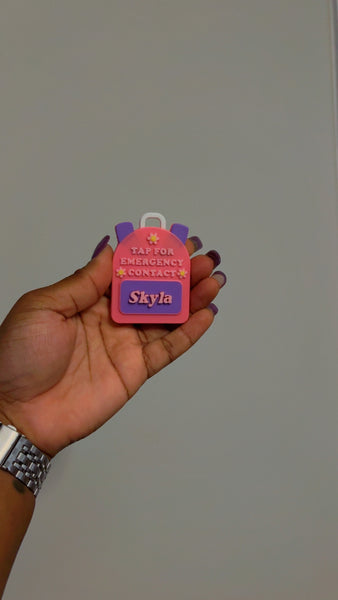 TAP FOR
EMERGENCY
CONTACT
Skyla